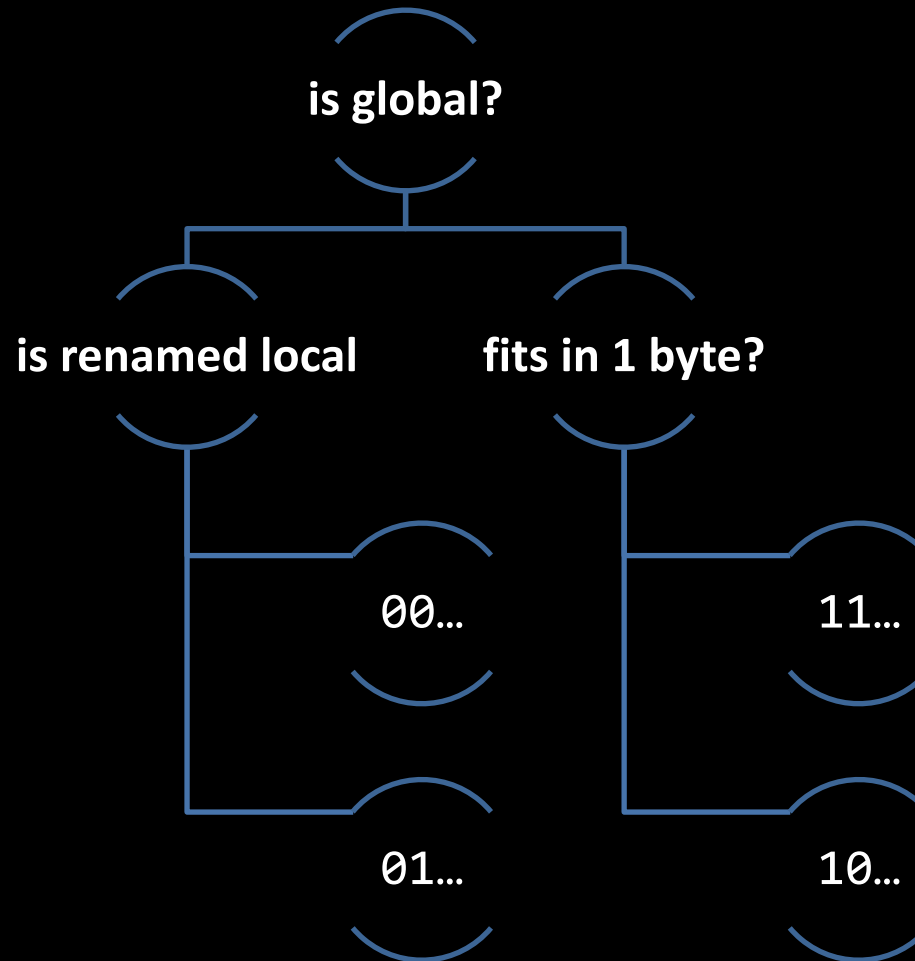 is global?
is renamed local
fits in 1 byte?
00…
11…
01…
10…